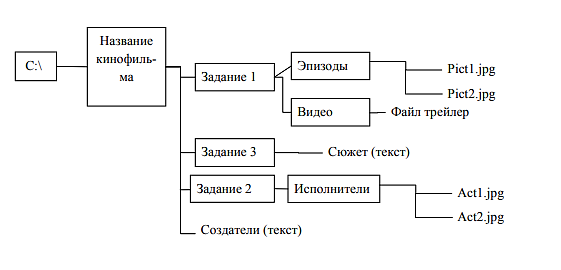 C:\
Название
кинофиль-
ма
Задание 1
Эпизоды
Pict1.jpg
Pict2.jpg
Видео
Файл трейлер
Задание 3
Сюжет (текст)
Задание 2
Исполнители
Act1.jpg
Act2.jpg
Создатели (текст)